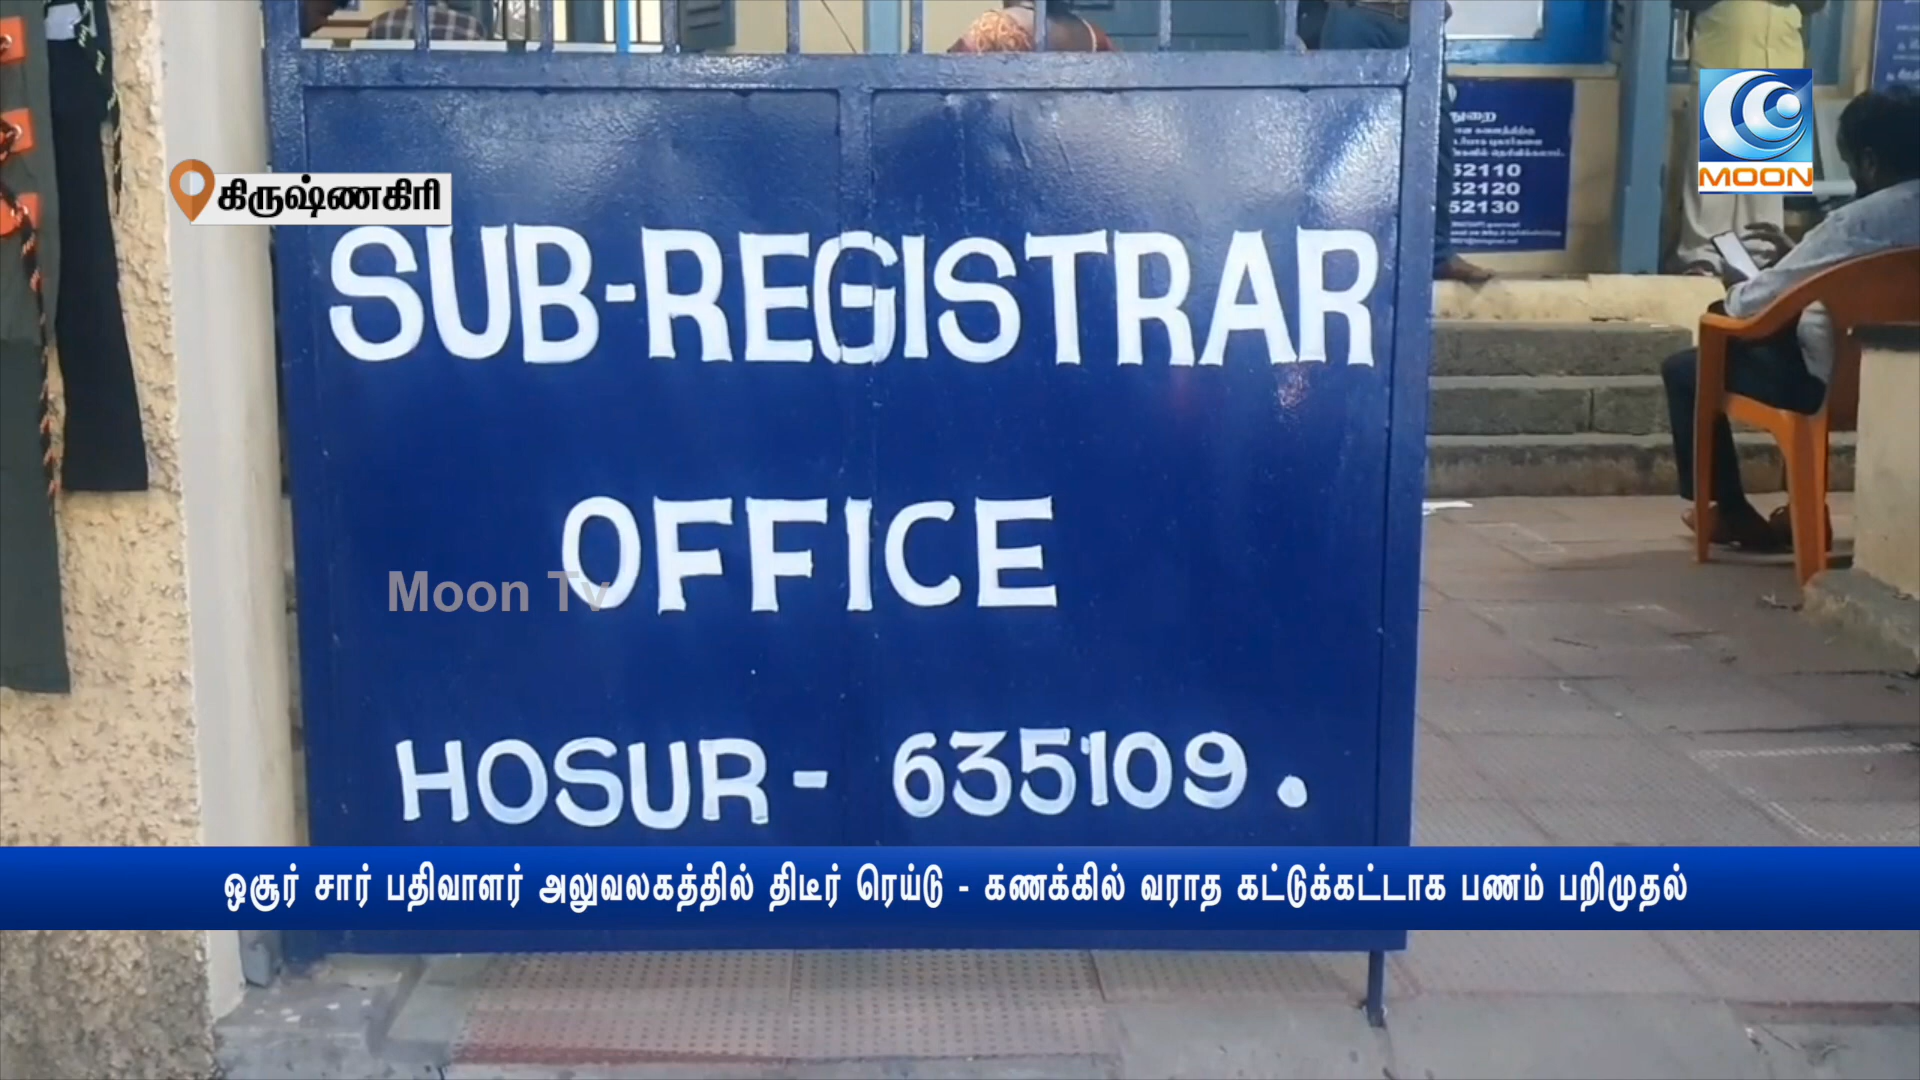 துறை
52110
52120
52130
MOON
கிருஷ்ணகிரி
SUB-REGISTRAR
OFFICE
Moon Tv
HOSUR - 635109.
ஒசூர் சார் பதிவாளர் அலுவலகத்தில் திடீர் ரெய்டு - கணக்கில் வராத கட்டுக்கட்டாக பணம் பறிமுதல்